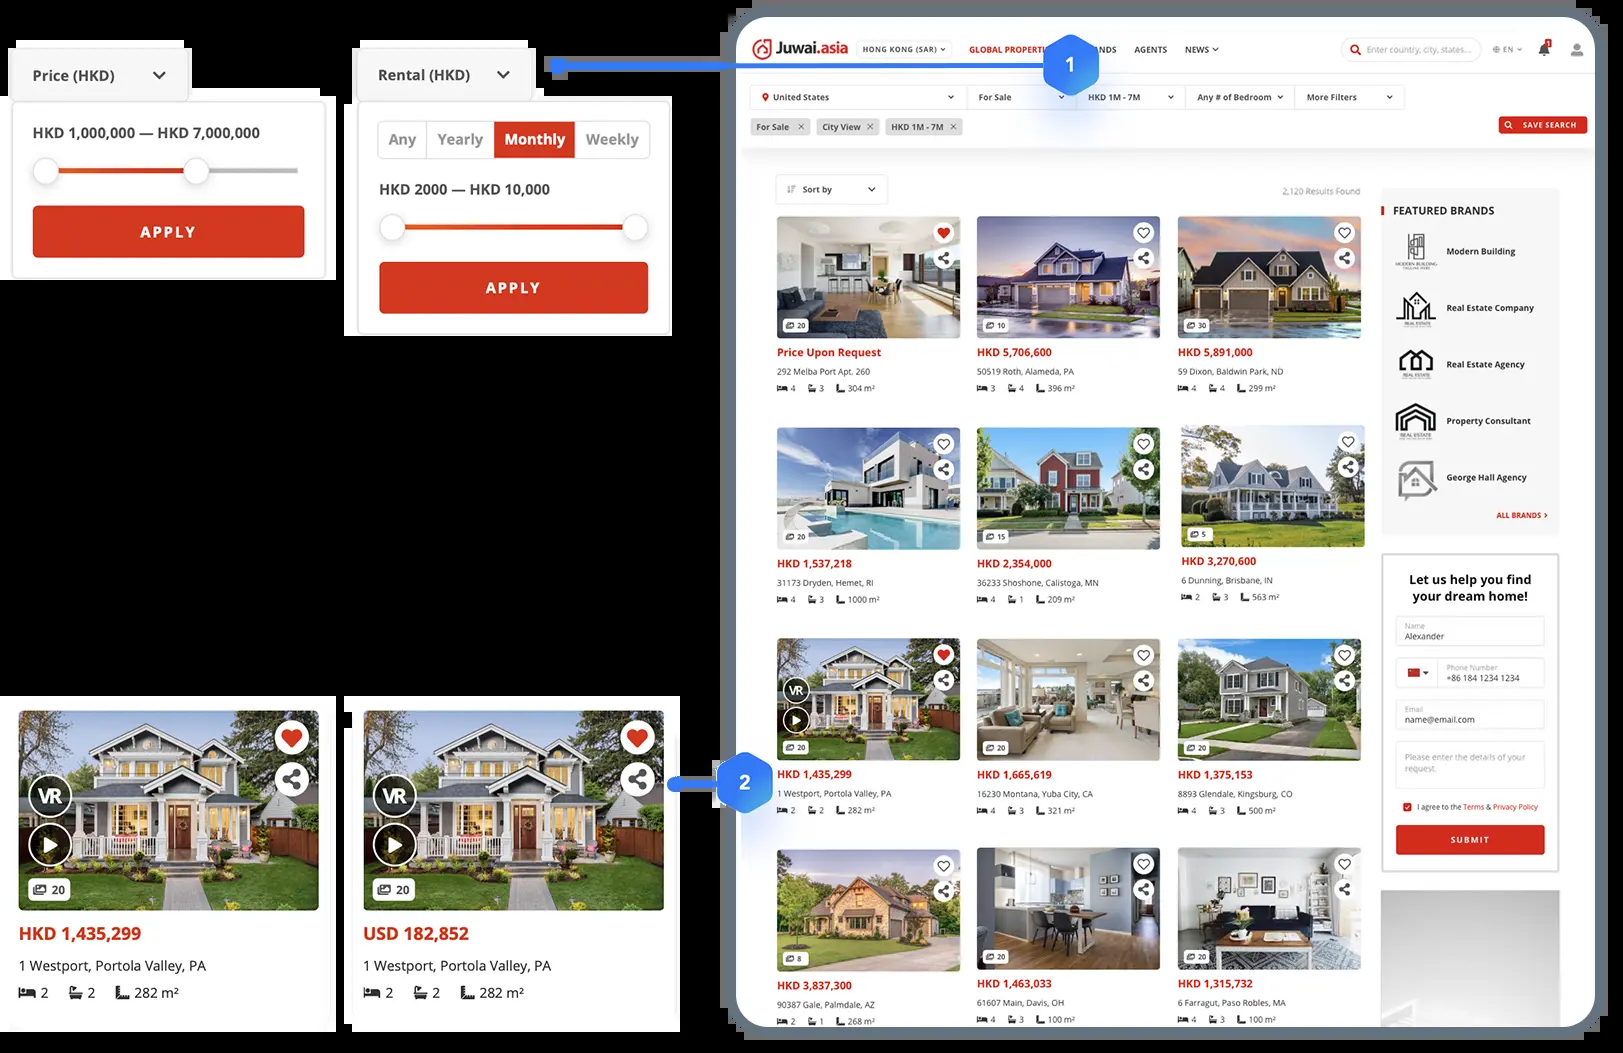 Price (HKD)
HKD 1,000,000 — HKD 7,000,000
APPLY
Rental (HKD)
Any Yearly Monthly Weekly
HKD 2000 — HKD 10,000
APPLY
VR
20
HKD 1,435,299
1 Westport, Portola Valley, PA
2 2 282 m²
VR
20
USD 182,852
1 Westport, Portola Valley, PA
2 2 282 m²
1
2
Juwai.asia HONG KONG (SAR) GLOBAL PROPERTI ANDS AGENTS NEWS Enter country, city, states... EN 1
United States For Sale HKD 1M - 7M Any # of Bedroom More Filters
For Sale X City View X HKD 1M - 7M X SAVE SEARCH
Sort by 2,120 Results Found
20 10 30
Price Upon Request HKD 5,706,600 HKD 5,891,000
292 Melba Port Apt. 260 50519 Roth, Alameda, PA 59 Dixon, Baldwin Park, ND
4 3 304 m² 3 4 396 m² 4 4 299 m²
20 15 5
HKD 1,537,218 HKD 2,354,000 HKD 3,270,600
31173 Dryden, Hemet, RI 36233 Shoshone, Calistoga, MN 6 Dunning, Brisbane, IN
4 3 1000 m² 4 1 209 m² 2 3 563 m²
VR
20 20 20
HKD 1,435,299 HKD 1,665,619 HKD 1,375,153
1 Westport, Portola Valley, PA 16230 Montana, Yuba City, CA 8893 Glendale, Kingsburg, CO
2 2 282 m² 4 3 321 m² 4 3 500 m²
8 20 20
HKD 3,837,300 HKD 1,463,033 HKD 1,315,732
90387 Gale, Palmdale, AZ 61607 Main, Davis, OH 6 Farragut, Paso Robles, MA
2 1 268 m² 4 3 100 m² 4 3 100 m²
FEATURED BRANDS
MODERN BUILDING
Modern Building
Real Estate Company
REAL ESTATE
Real Estate Agency
REAL ESTATE
Property Consultant
George Hall Agency
ALL BRANDS >
Let us help you find
your dream home!
Name
Alexander
Phone Number
+86 184 1234 1234
Email
name@email.com
Please enter the details of your
request.
I agree to the Terms & Privacy Policy
SUBMIT